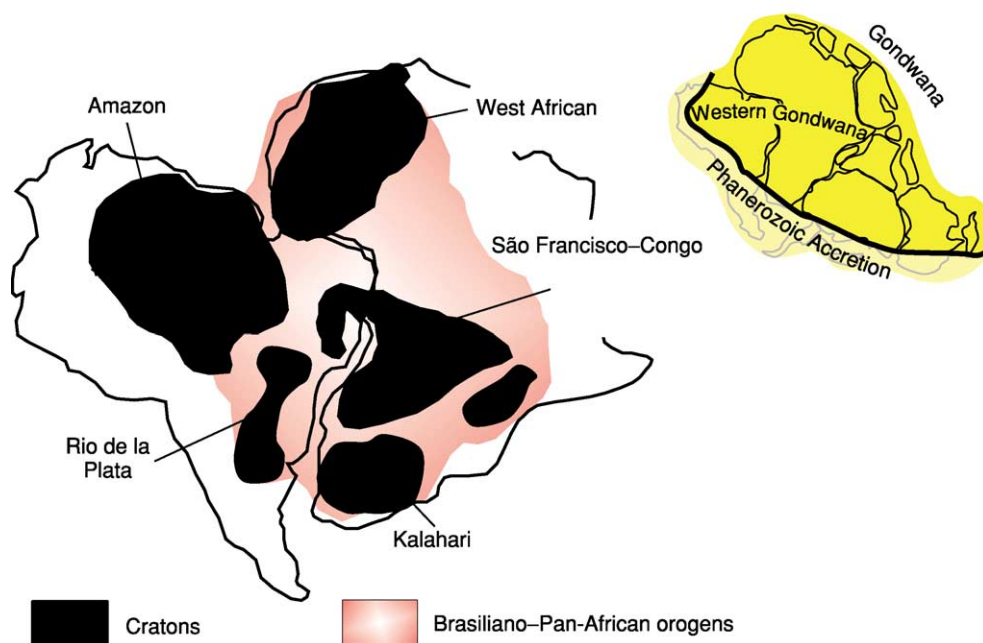 Amazon
West African
São Francisco–Congo
Rio de la
Plata
Kalahari
Gondwana
Western Gondwana
Phanerozoic Accretion
Cratons
Brasiliano–Pan-African orogens